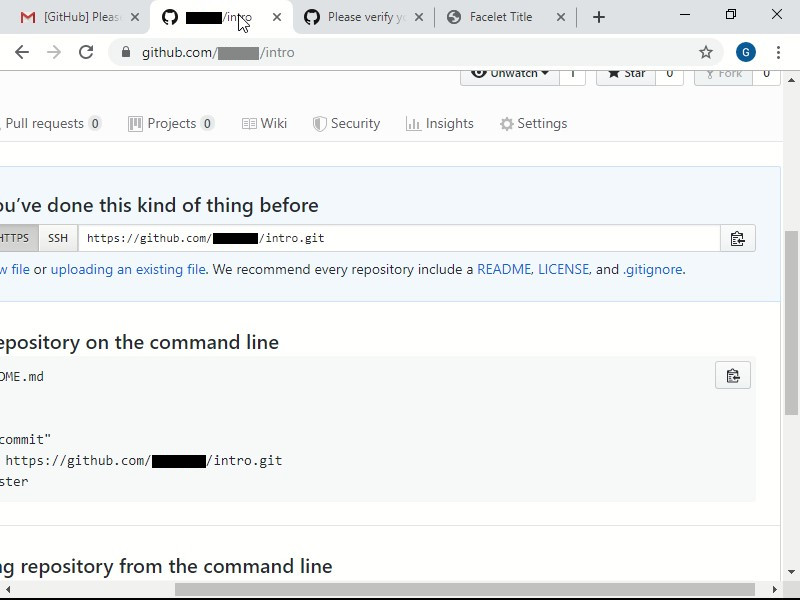 [GitHub] Pleas
/intro
Please verify yo
Facelet Title
github.com/ /intro
G
Unwatch 1 Star 0 Fork 0
Pull requests 0 Projects 0 Wiki Security Insights Settings
ou’ve done this kind of thing before
HTTPS SSH https://github.com/ /intro.git
w file or uploading an existing file. We recommend every repository include a README, LICENSE, and .gitignore.
epository on the command line
OME.md
commit"
https://github.com/ /intro.git
ster
ng repository from the command line